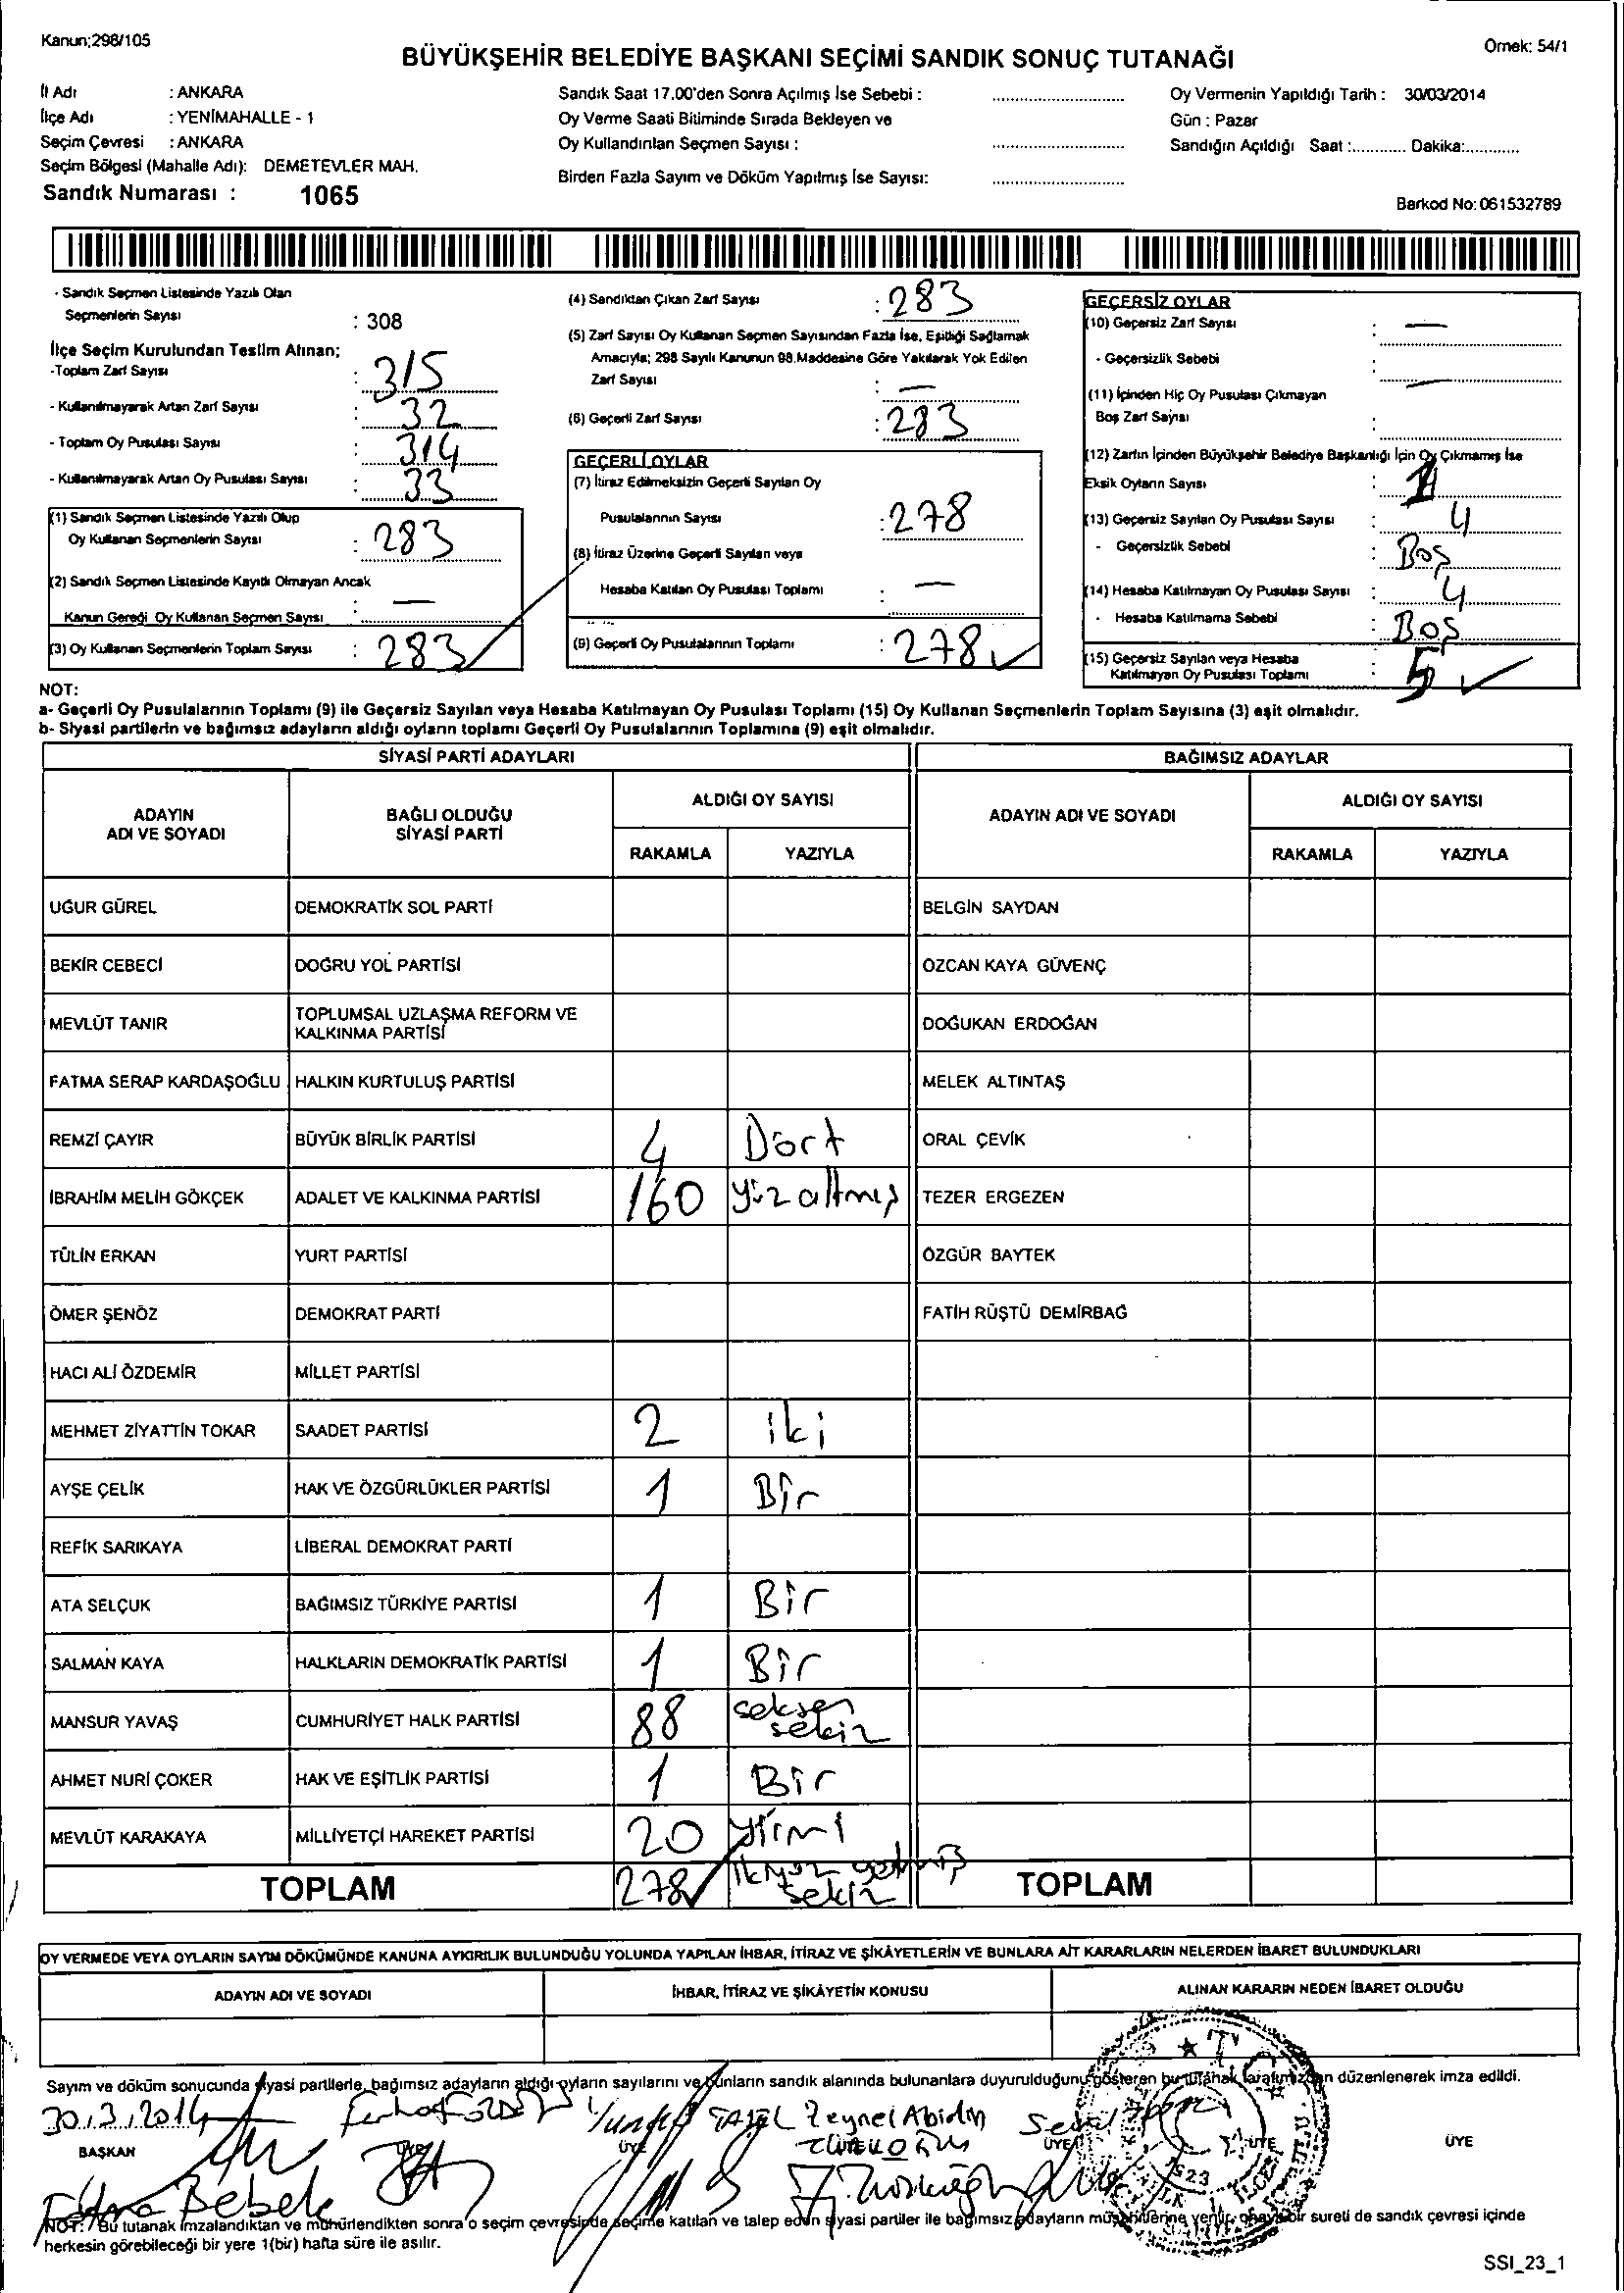 Kanun;298/105
Örnek: 54/1
BÜYÜKŞEHİR BELEDİYE BAŞKANI SEÇİMİ SANDIK SONUÇ TUTANAĞI
İl Adı : ANKARA
İlçe Adı : YENİMAHALLE - 1
Seçim Çevresi : ANKARA
Seçim Bölgesi (Mahalle Adı): DEMETEVLER MAH.
Sandık Numarası : 1065
Sandık Saat 17.00'den Sonra Açılmış İse Sebebi :
Oy Verme Saati Bitiminde Sırada Bekleyen ve
Oy Kullandırılan Seçmen Sayısı :
Birden Fazla Sayım ve Döküm Yapılmış İse Sayısı:
Oy Vermenin Yapıldığı Tarih : 30/03/2014
Gün : Pazar
Sandığın Açıldığı Saat :........... Dakika:...........
Barkod No:061532789
- Sandık Seçmen Listesinde Yazılı Olan
Seçmenlerin Sayısı : 308
İlçe Seçim Kurulundan Teslim Alınan;
-Toplam Zarf Sayısı : 315
- Kullanılmayarak Artan Zarf Sayısı : 32
- Toplam Oy Pusulası Sayısı : 314
- Kullanılmayarak Artan Oy Pusulası Sayısı : 33
(1) Sandık Seçmen Listesinde Yazılı Olup
Oy Kullanan Seçmenlerin Sayısı : 283
(2) Sandık Seçmen Listesinde Kayıtlı Olmayan Ancak
Kanun Gereği Oy Kullanan Seçmen Sayısı : —
(3) Oy Kullanan Seçmenlerin Toplam Sayısı : 283
(4) Sandıktan Çıkan Zarf Sayısı : 283
(5) Zarf Sayısı Oy Kullanan Seçmen Sayısından Fazla İse, Eşitliği Sağlamak
Amacıyla; 298 Sayılı Kanunun 98.Maddesine Göre Yakılarak Yok Edilen
Zarf Sayısı : —
(6) Geçerli Zarf Sayısı : 283
GEÇERLİ OYLAR
(7) İtiraz Edilmeksizin Geçerli Sayılan Oy
Pusulalarının Sayısı : 278
(8) İtiraz Üzerine Geçerli Sayılan veya
Hesaba Katılan Oy Pusulası Toplamı : —
(9) Geçerli Oy Pusulalarının Toplamı : 278
GEÇERSİZ OYLAR
(10) Geçersiz Zarf Sayısı : —
- Geçersizlik Sebebi : —
(11) İçinden Hiç Oy Pusulası Çıkmayan
Boş Zarf Sayısı :
(12) Zarfın İçinden Büyükşehir Belediye Başkanlığı İçin Oy Çıkmamış İse
Eksik Oyların Sayısı : 1
(13) Geçersiz Sayılan Oy Pusulası Sayısı : 4
- Geçersizlik Sebebi : Boş
(14) Hesaba Katılmayan Oy Pusulası Sayısı : 4
- Hesaba Katılmama Sebebi : Boş
(15) Geçersiz Sayılan veya Hesaba
Katılmayan Oy Pusulası Toplamı : 5
NOT:
a- Geçerli Oy Pusulalarının Toplamı (9) ile Geçersiz Sayılan veya Hesaba Katılmayan Oy Pusulası Toplamı (15) Oy Kullanan Seçmenlerin Toplam Sayısına (3) eşit olmalıdır.
b- Siyasi partilerin ve bağımsız adayların aldığı oyların toplamı Geçerli Oy Pusulalarının Toplamına (9) eşit olmalıdır.
SİYASİ PARTİ ADAYLARI BAĞIMSIZ ADAYLAR
ADAYIN ADI VE SOYADI BAĞLI OLDUĞU SİYASİ PARTİ ALDIĞI OY SAYISI ADAYIN ADI VE SOYADI ALDIĞI OY SAYISI
RAKAMLA YAZIYLA RAKAMLA YAZIYLA
UĞUR GÜREL DEMOKRATİK SOL PARTİ BELGİN SAYDAN
BEKİR CEBECİ DOĞRU YOL PARTİSİ ÖZCAN KAYA GÜVENÇ
MEVLÜT TANIR TOPLUMSAL UZLAŞMA REFORM VE KALKINMA PARTİSİ DOĞUKAN ERDOĞAN
FATMA SERAP KARDAŞOĞLU HALKIN KURTULUŞ PARTİSİ MELEK ALTINTAŞ
REMZİ ÇAYIR BÜYÜK BİRLİK PARTİSİ 4 Dört ORAL ÇEVİK
İBRAHİM MELİH GÖKÇEK ADALET VE KALKINMA PARTİSİ 160 yüzaltmış TEZER ERGEZEN
TÜLİN ERKAN YURT PARTİSİ ÖZGÜR BAYTEK
ÖMER ŞENÖZ DEMOKRAT PARTİ FATİH RÜŞTÜ DEMİRBAĞ
HACI ALİ ÖZDEMİR MİLLET PARTİSİ
MEHMET ZİYATTİN TOKAR SAADET PARTİSİ 2 iki
AYŞE ÇELİK HAK VE ÖZGÜRLÜKLER PARTİSİ 1 Bir
REFİK SARIKAYA LİBERAL DEMOKRAT PARTİ
ATA SELÇUK BAĞIMSIZ TÜRKİYE PARTİSİ 1 Bir
SALMAN KAYA HALKLARIN DEMOKRATİK PARTİSİ 1 Bir
MANSUR YAVAŞ CUMHURİYET HALK PARTİSİ 88 seksen sekiz
AHMET NURİ ÇOKER HAK VE EŞİTLİK PARTİSİ 1 Bir
MEVLÜT KARAKAYA MİLLİYETÇİ HAREKET PARTİSİ 20 yirmi
TOPLAM 278 ikiyüz yetmiş sekiz TOPLAM
OY VERMEDE VEYA OYLARIN SAYIM DÖKÜMÜNDE KANUNA AYKIRILIK BULUNDUĞU YOLUNDA YAPILAN İHBAR, İTİRAZ VE ŞİKÂYETLERİN VE BUNLARA AİT KARARLARIN NELERDEN İBARET BULUNDUKLARI
ADAYIN ADI VE SOYADI İHBAR, İTİRAZ VE ŞİKÂYETİN KONUSU ALINAN KARARIN NEDEN İBARET OLDUĞU
Sayım ve döküm sonucunda siyasi partilerle, bağımsız adayların aldığı oyların sayılarını ve bunların sandık alanında bulunanlara duyurulduğunu gösteren bu tutanak tarafımızdan düzenlenerek imza edildi.
30.3.2014
Zeynel Abidin
BAŞKAN ÜYE ÜYE ÜYE ÜYE
NOT: Bu tutanak imzalandıktan ve mühürlendikten sonra o seçim çevresinde seçime katılan ve talep eden siyasi partiler ile bağımsız adayların müşahitlerine verilir, onaylı bir sureti de sandık çevresi içinde
herkesin görebileceği bir yere 1(bir) hafta süre ile asılır.
SSI_23_1